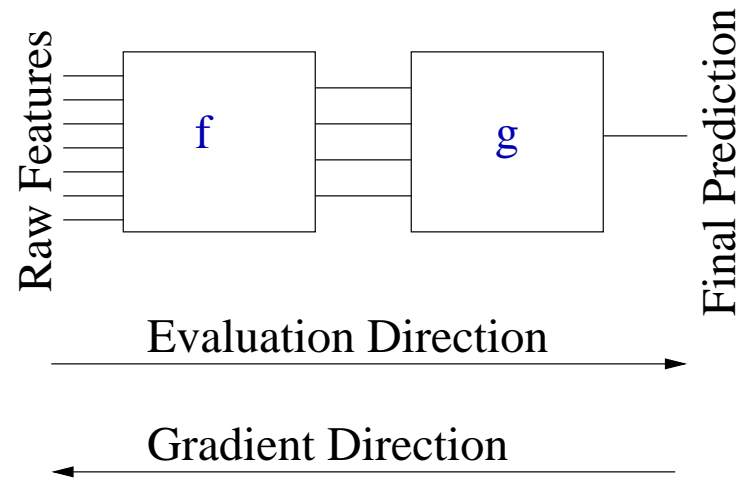 Raw Features
f
g
Final Prediction
Evaluation Direction
Gradient Direction